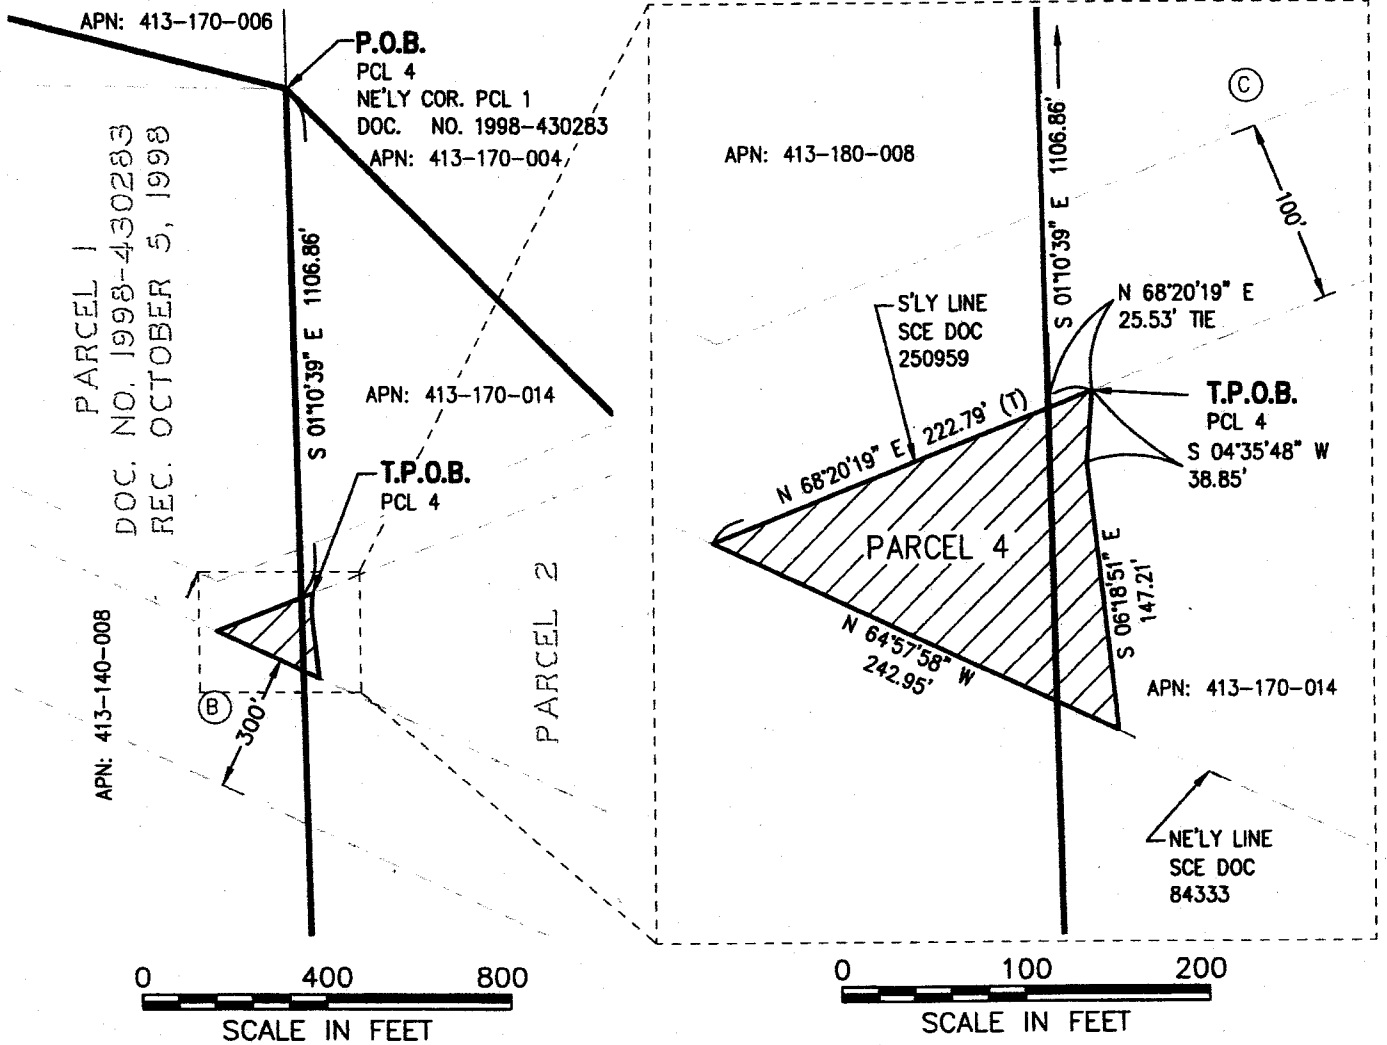 APN: 413-170-006
P.O.B.
PCL 4
NE'LY COR. PCL 1
DOC. NO. 1998-430283
APN: 413-170-004
PARCEL 1
DOC. NO. 1998-430283
REC. OCTOBER 5, 1998
S 01°10'39" E 1106.86'
APN: 413-170-014
T.P.O.B.
PCL 4
APN: 413-140-008
B
300'
PARCEL 2
0 400 800
SCALE IN FEET
C
100'
APN: 413-180-008
S 01°10'39" E 1106.86'
N 68°20'19" E
25.53' TIE
S'LY LINE
SCE DOC
250959
T.P.O.B.
PCL 4
S 04°35'48" W
38.85'
N 68°20'19" E 222.79' (T)
PARCEL 4
S 06°18'51" E
147.21'
N 64°57'58" W
242.95'
APN: 413-170-014
NE'LY LINE
SCE DOC
84333
0 100 200
SCALE IN FEET